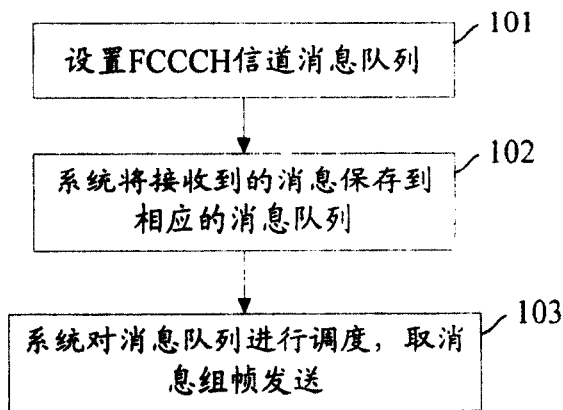 101
设置FCCCH信道消息队列
102
系统将接收到的消息保存到
相应的消息队列
103
系统对消息队列进行调度，取消
息组帧发送